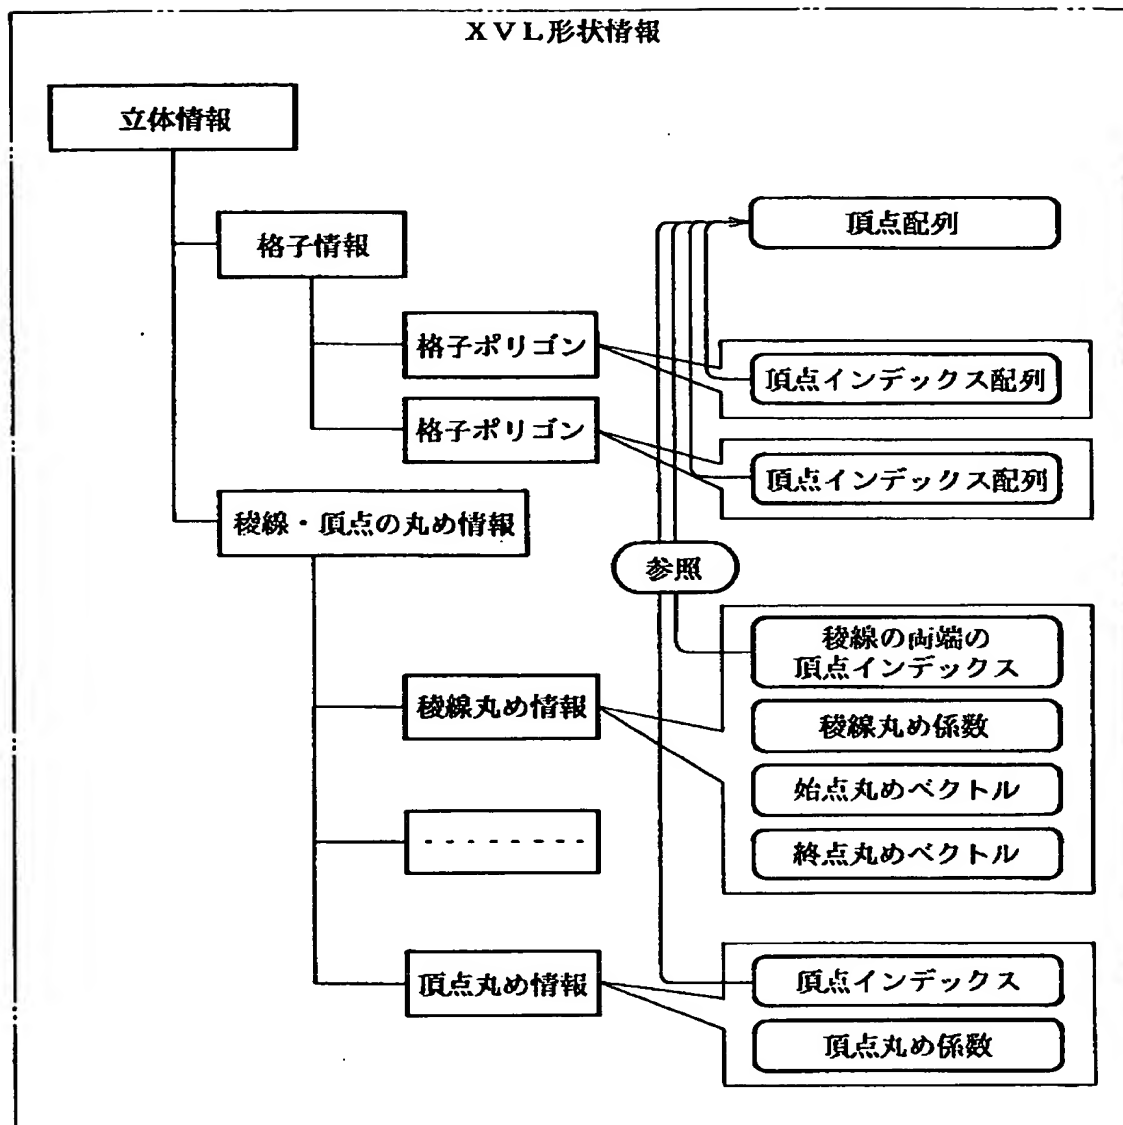 XVL形状情報
立体情報
頂点配列
格子情報
格子ポリゴン
頂点インデックス配列
格子ポリゴン
頂点インデックス配列
稜線・頂点の丸め情報
参照
稜線の両端の
頂点インデックス
稜線丸め情報
稜線丸め係数
始点丸めベクトル
- - - - - - - -
終点丸めベクトル
頂点丸め情報
頂点インデックス
頂点丸め係数